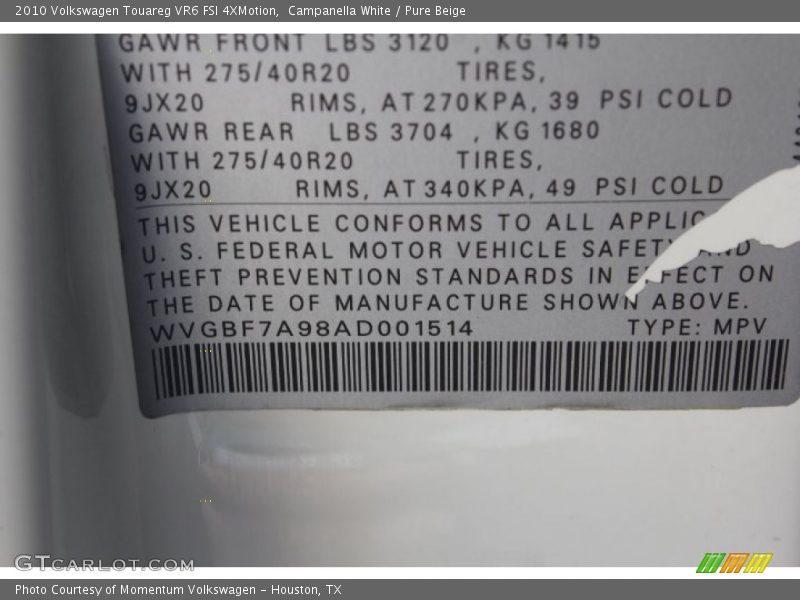 2010 Volkswagen Touareg VR6 FSI 4XMotion, Campanella White / Pure Beige
GAWR FRONT LBS 3120 , KG 1415
WITH 275/40R20 TIRES,
9JX20 RIMS, AT 270KPA, 39 PSI COLD
GAWR REAR LBS 3704 , KG 1680
WITH 275/40R20 TIRES,
9JX20 RIMS, AT 340KPA, 49 PSI COLD
THIS VEHICLE CONFORMS TO ALL
U. S. FEDERAL MOTOR VEHICLE SAFETY AND
THEFT PREVENTION STANDARDS IN EFFECT ON
THE DATE OF MANUFACTURE SHOWN ABOVE.
WVGBF7A98AD001514 TYPE: MPV
GTCARLOT.COM
Photo Courtesy of Momentum Volkswagen - Houston, TX